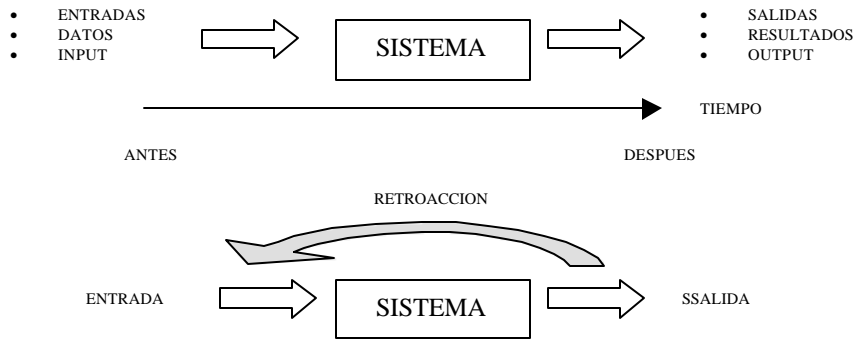 • ENTRADAS
• DATOS
• INPUT
SISTEMA
• SALIDAS
• RESULTADOS
• OUTPUT
TIEMPO
ANTES
DESPUES
RETROACCION
ENTRADA
SISTEMA
SSALIDA